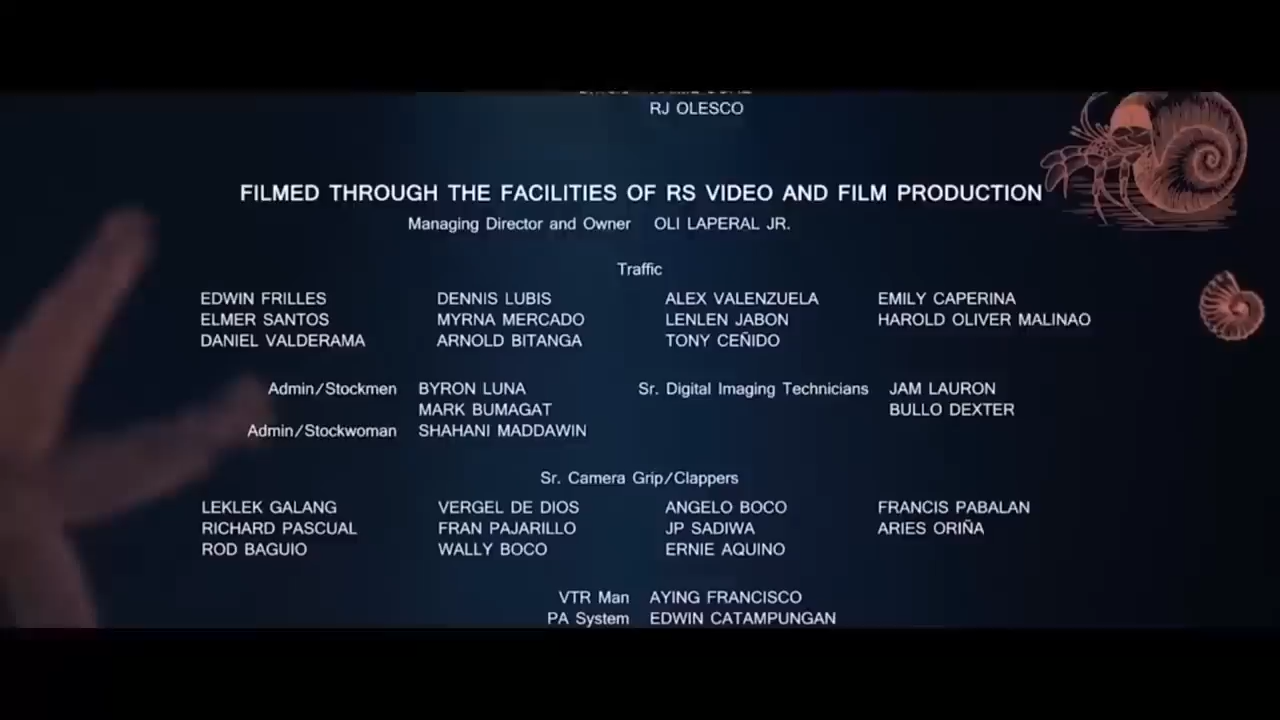 RJ OLESCO
FILMED THROUGH THE FACILITIES OF RS VIDEO AND FILM PRODUCTION
Managing Director and Owner OLI LAPERAL JR.
Traffic
EDWIN FRILLES DENNIS LUBIS ALEX VALENZUELA EMILY CAPERINA
ELMER SANTOS MYRNA MERCADO LENLEN JABON HAROLD OLIVER MALINAO
DANIEL VALDERAMA ARNOLD BITANGA TONY CEÑIDO
Admin/Stockmen BYRON LUNA Sr. Digital Imaging Technicians JAM LAURON
MARK BUMAGAT BULLO DEXTER
Admin/Stockwoman SHAHANI MADDAWIN
Sr. Camera Grip/Clappers
LEKLEK GALANG VERGEL DE DIOS ANGELO BOCO FRANCIS PABALAN
RICHARD PASCUAL FRAN PAJARILLO JP SADIWA ARIES ORIÑA
ROD BAGUIO WALLY BOCO ERNIE AQUINO
VTR Man AYING FRANCISCO
PA System EDWIN CATAMPUNGAN